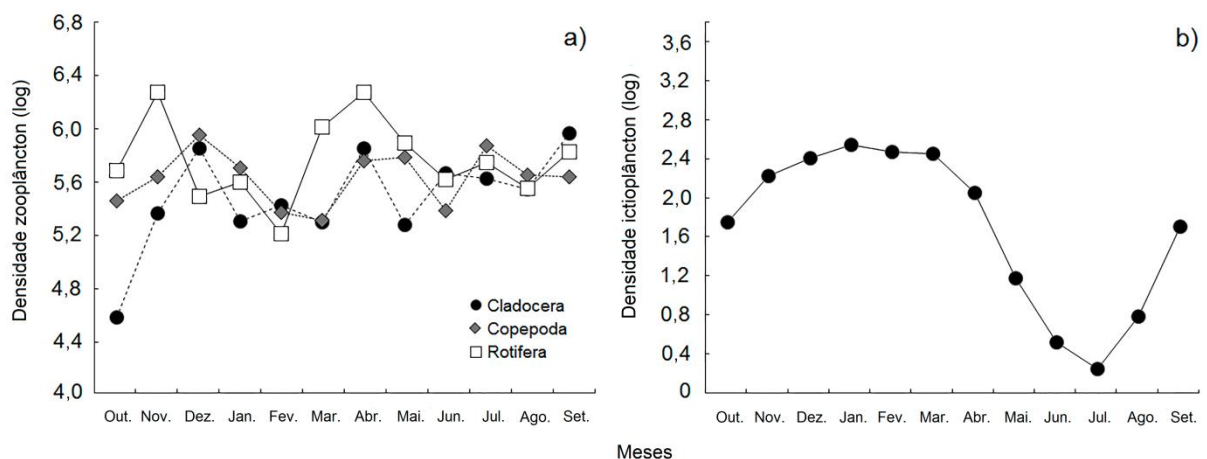 a)
Densidade zooplâncton (log)
6,8
6,4
6,0
5,6
5,2
4,8
4,4
4,0
Cladocera
Copepoda
Rotifera
Out. Nov. Dez. Jan. Fev. Mar. Abr. Mai. Jun. Jul. Ago. Set.
b)
Densidade ictioplâncton (log)
3,6
3,2
2.8
2.4
2.0
1.6
1,2
0,8
0,4
0
Out. Nov. Dez. Jan. Fev. Mar. Abr. Mai. Jun. Jul. Ago. Set.
Meses